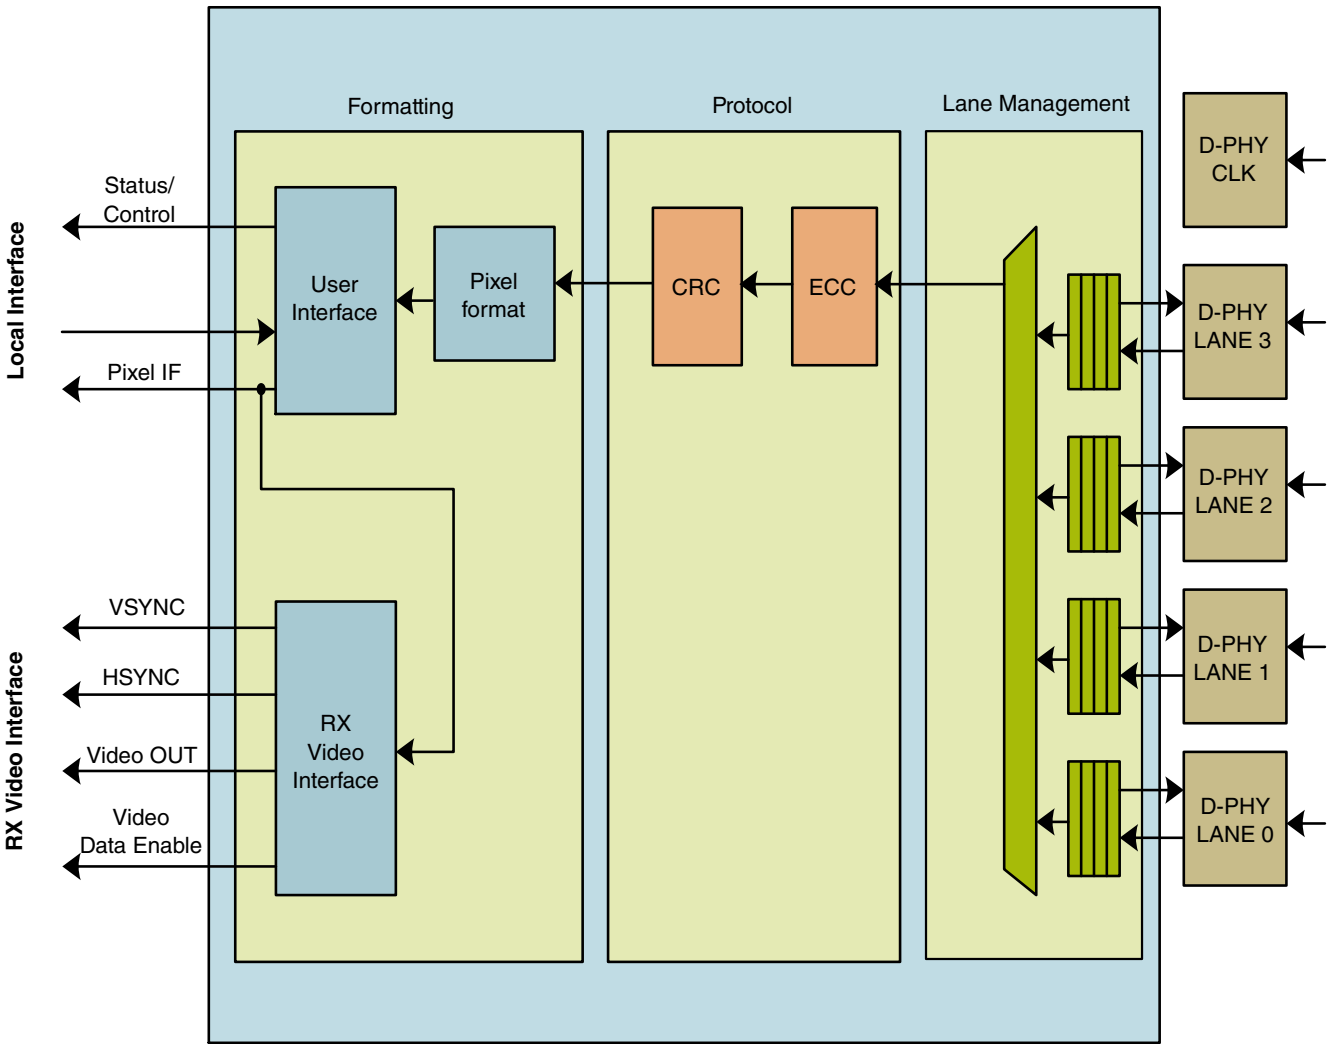 Formatting
Protocol
Lane Management
D-PHY
CLK
Local Interface
Status/
Control
User
Interface
Pixel
format
CRC
ECC
D-PHY
LANE 3
Pixel IF
D-PHY
LANE 2
RX Video Interface
VSYNC
HSYNC
Video OUT
Video
Data Enable
RX
Video
Interface
D-PHY
LANE 1
D-PHY
LANE 0